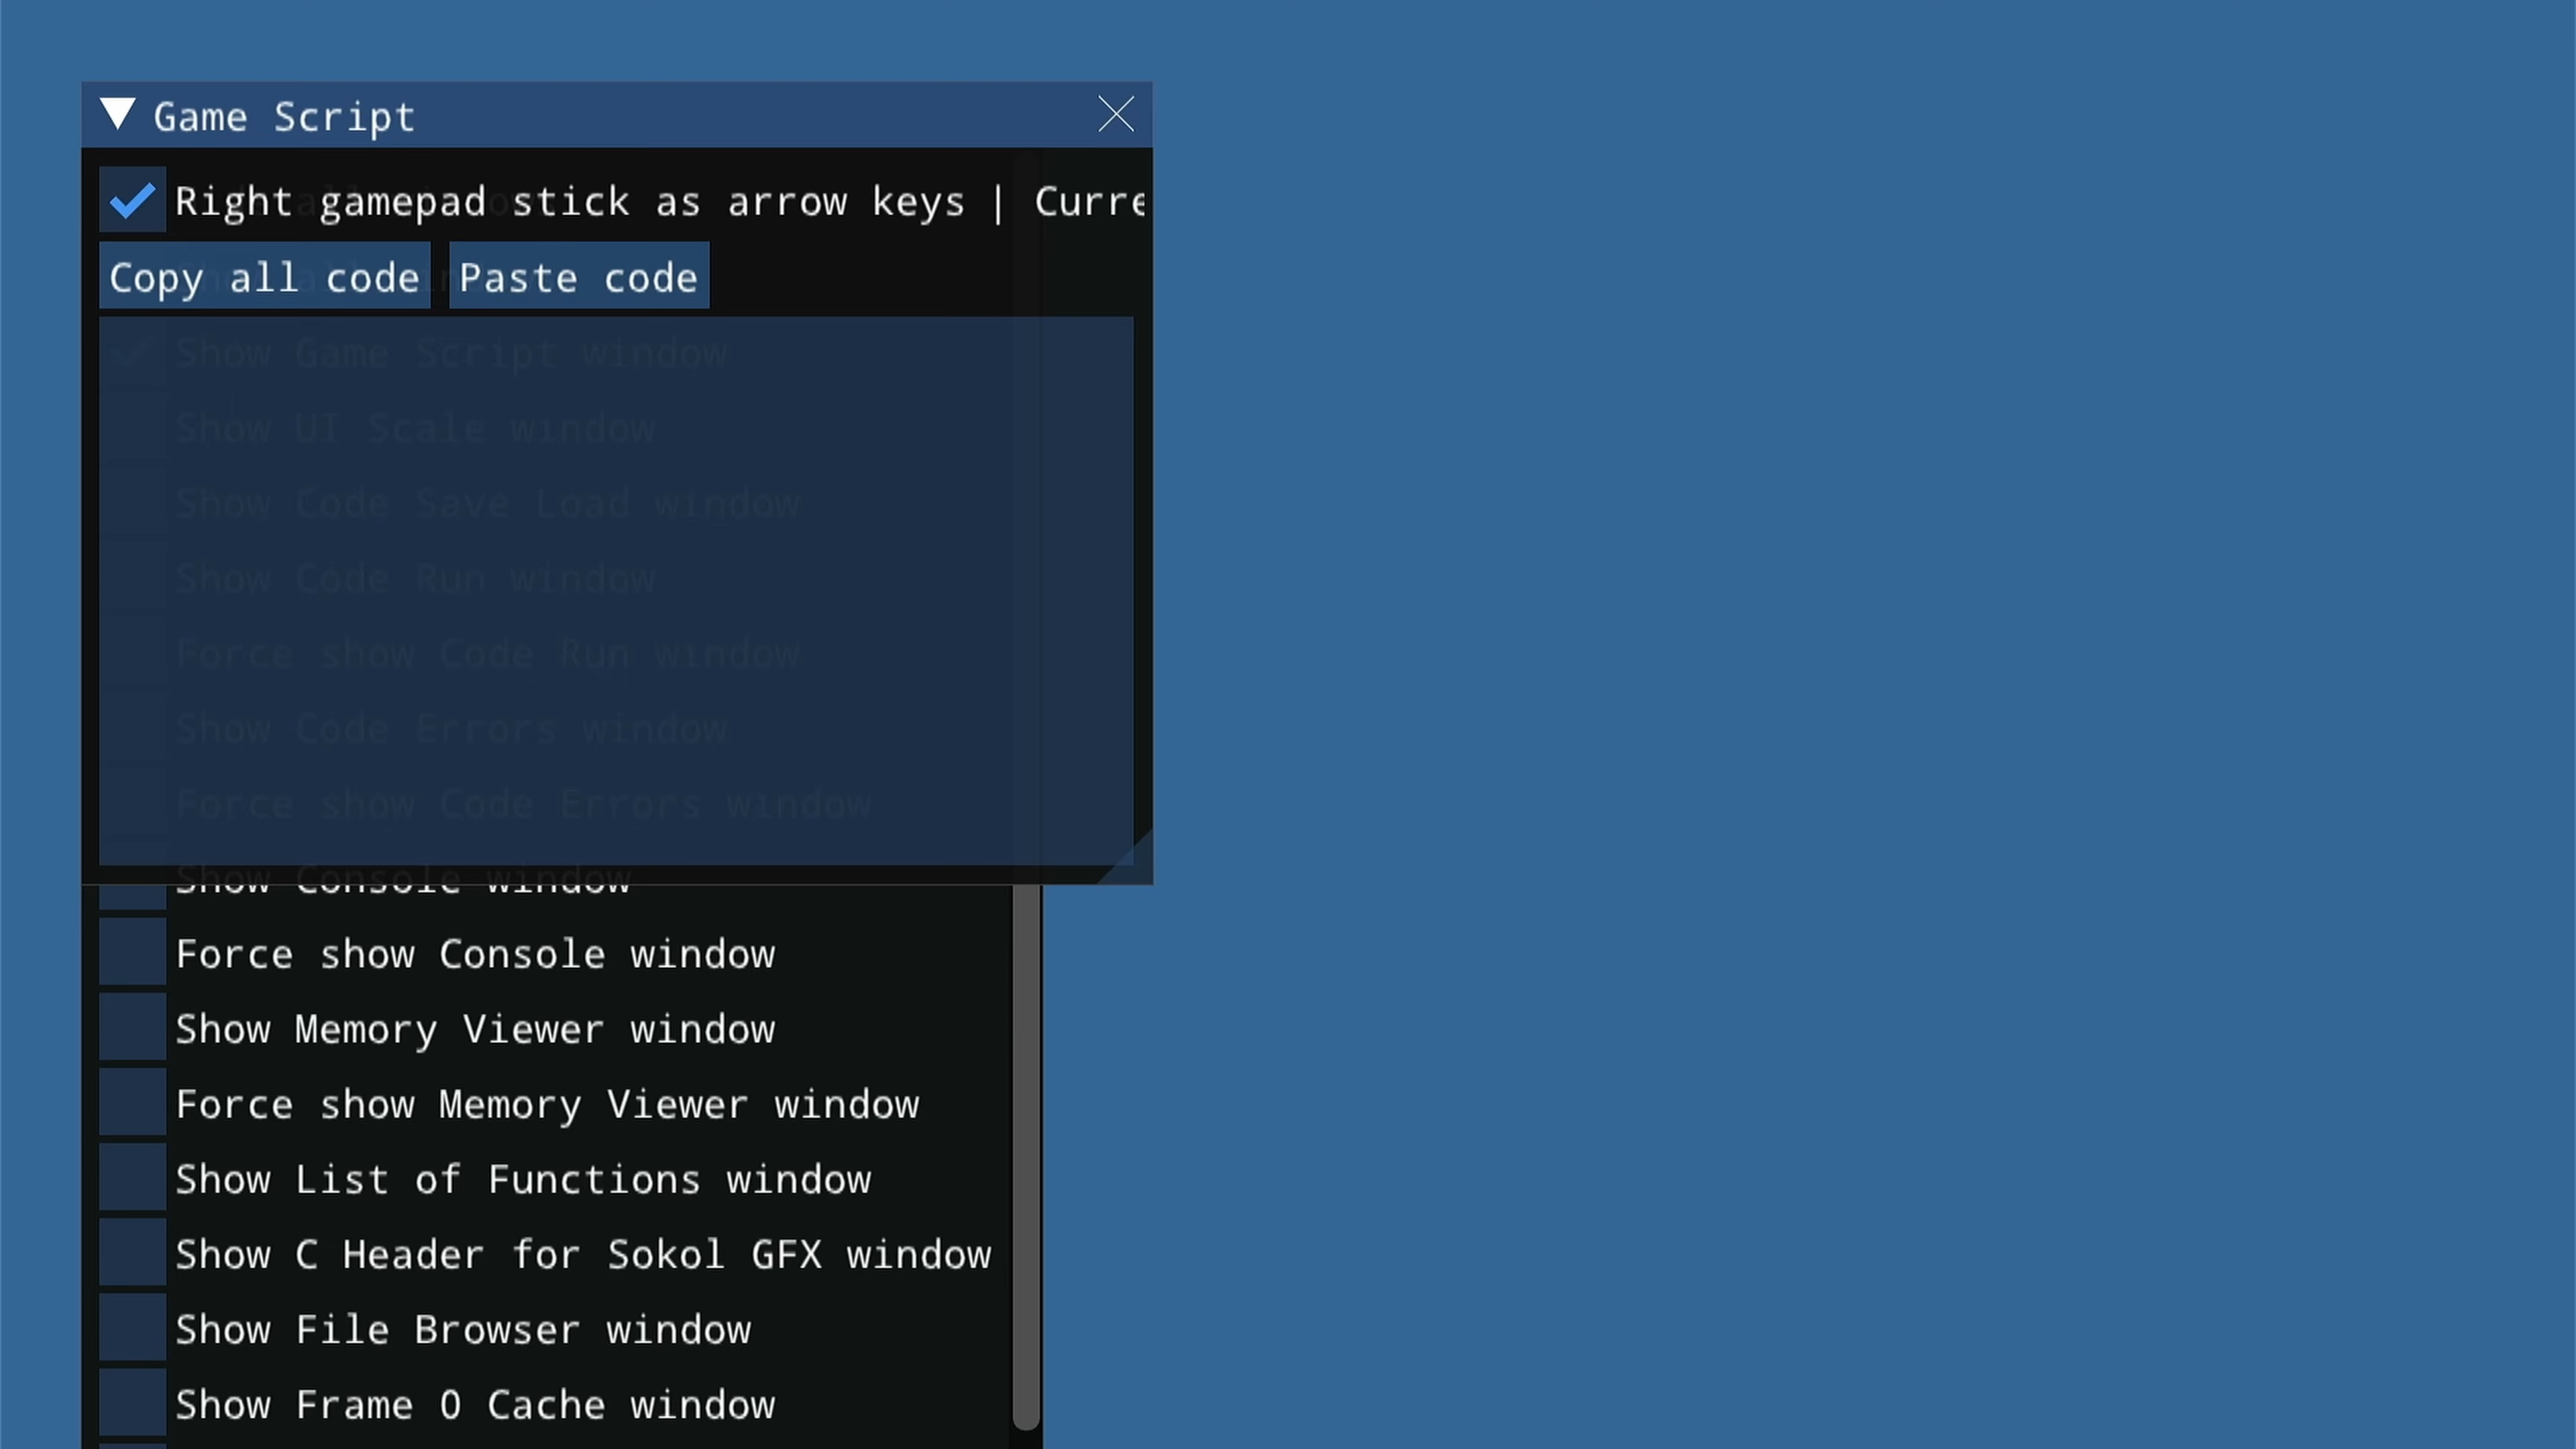 Game Script
Right gamepad stick as arrow keys | Curre
Copy all code Paste code
Show Game Script window
Show UI Scale window
Show Code Save Load window
Show Code Run window
Force show Code Run window
Show Code Errors window
Force show Code Errors window
Show Console window
Force show Console window
Show Memory Viewer window
Force show Memory Viewer window
Show List of Functions window
Show C Header for Sokol GFX window
Show File Browser window
Show Frame 0 Cache window